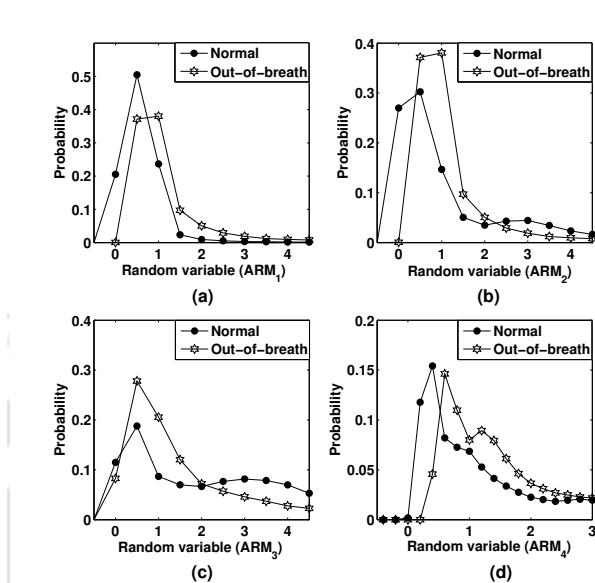 Normal
Out-of-breath
0.5
0.4
0.3
0.2
0.1
0
Probability
0 1 2 3 4
Random variable (ARM1)
(a)
Normal
Out-of-breath
0.4
0.3
0.2
0.1
0
Probability
0 1 2 3 4
Random variable (ARM2)
(b)
Normal
Out-of-breath
0.4
0.3
0.2
0.1
0
Probability
0 1 2 3 4
Random variable (ARM3)
(c)
Normal
Out-of-breath
0.2
0.15
0.1
0.05
0
Probability
0 1 2 3
Random variable (ARM4)
(d)